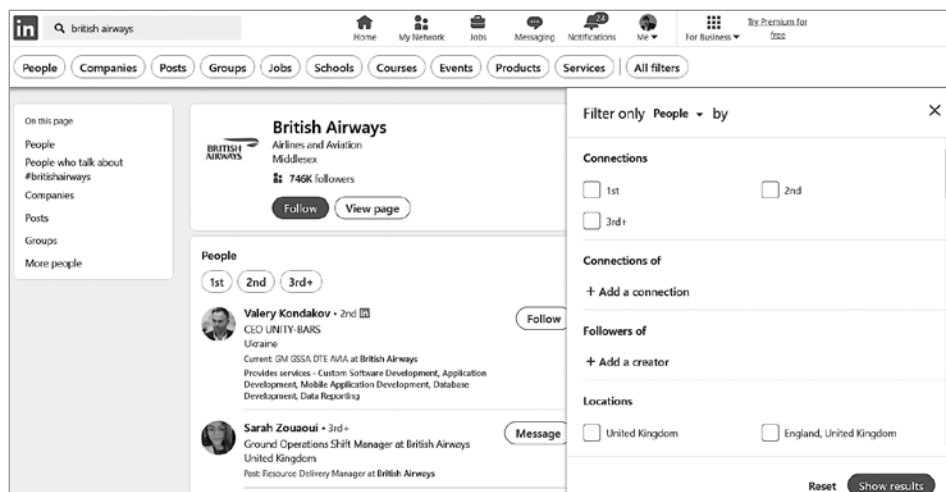 in
british airways
Home
My Network
Jobs
Messaging
24
Notifications
Me
For Business
Try Premium for
free
People
Companies
Posts
Groups
Jobs
Schools
Courses
Events
Products
Services
All filters
On this page
People
People who talk about
#britishairways
Companies
Posts
Groups
More people
BRITISH
AIRWAYS
British Airways
Airlines and Aviation
Middlesex
746K followers
Follow
View page
People
1st
2nd
3rd+
Valery Kondakov • 2nd in
CEO UNITY-BARS
Ukraine
Current: GM GSSA DTE AVIA at British Airways
Provides services - Custom Software Development, Application
Development, Mobile Application Development, Database
Development, Data Reporting
Follow
Sarah Zouaoui • 3rd+
Ground Operations Shift Manager at British Airways
United Kingdom
Past: Resource Delivery Manager at British Airways
Message
Filter only People by
Connections
1st
2nd
3rd+
Connections of
+ Add a connection
Followers of
+ Add a creator
Locations
United Kingdom
England, United Kingdom
Reset
Show results